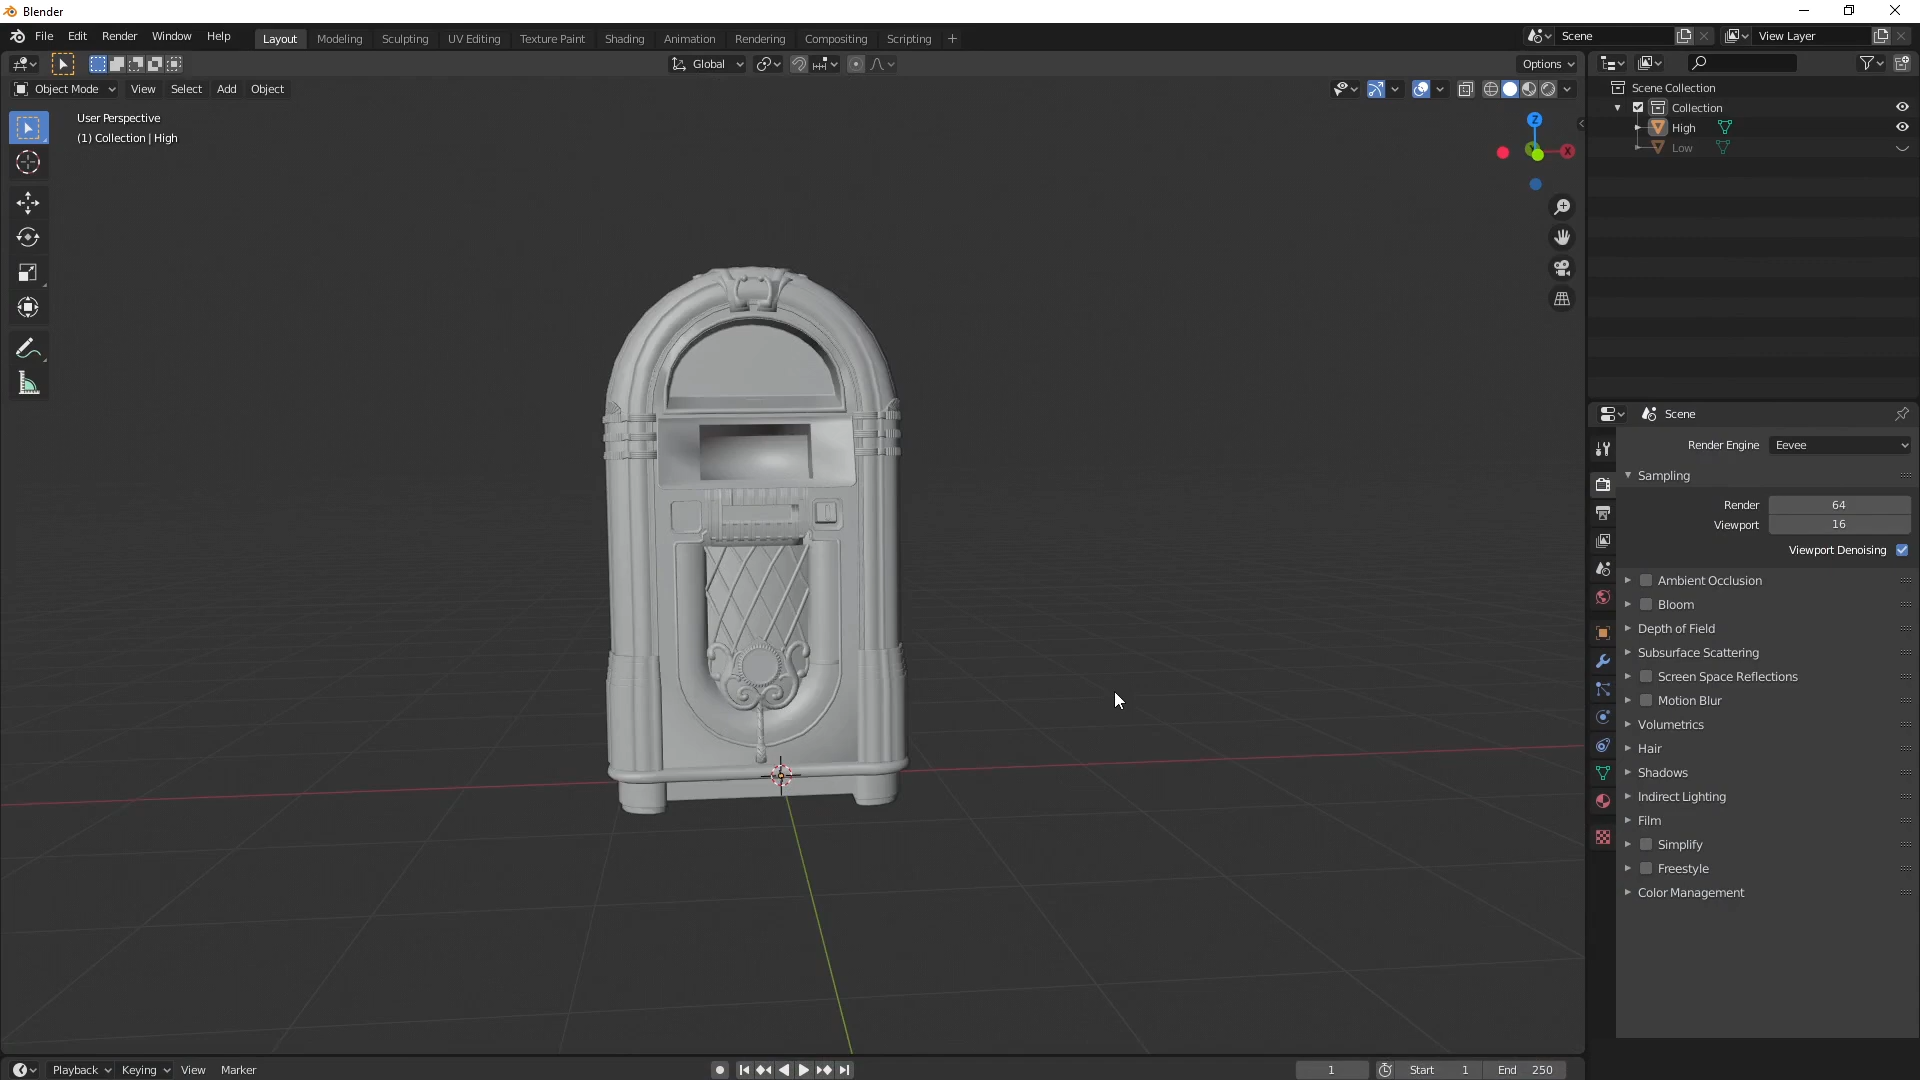 Blender
File Edit Render Window Help Layout Modeling Sculpting UV Editing Texture Paint Shading Animation Rendering Compositing Scripting + Scene View Layer
Global Options
Object Mode View Select Add Object
User Perspective
(1) Collection | High
Z
X
Scene Collection
Collection
High
Low
Scene
Render Engine Eevee
Sampling
Render 64
Viewport 16
Viewport Denoising
Ambient Occlusion
Bloom
Depth of Field
Subsurface Scattering
Screen Space Reflections
Motion Blur
Volumetrics
Hair
Shadows
Indirect Lighting
Film
Simplify
Freestyle
Color Management
Playback Keying View Marker 1 Start 1 End 250